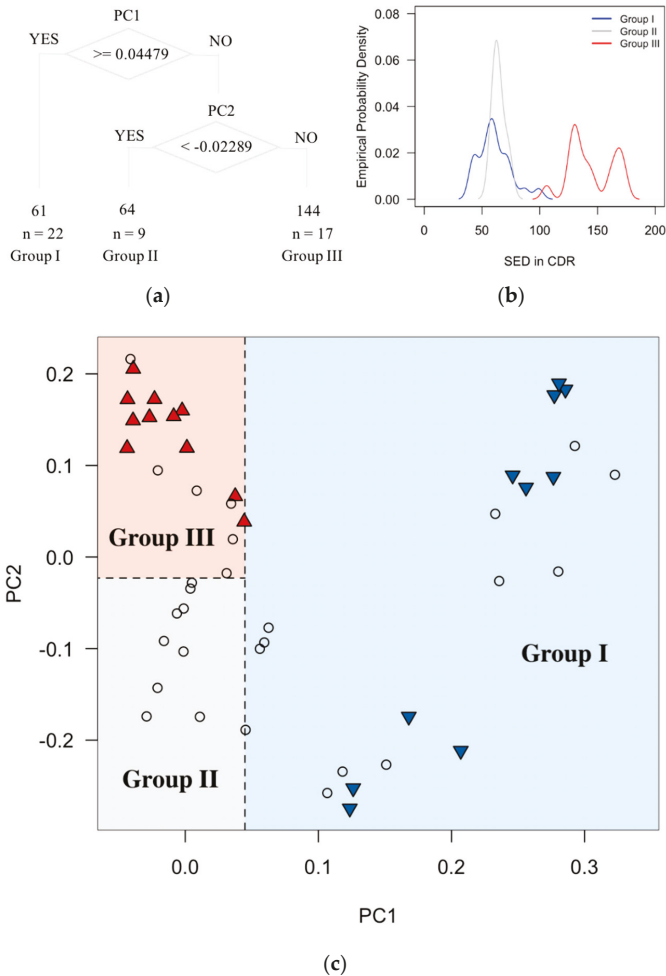 PC1
YES
>= 0.04479
NO
PC2
YES
< -0.02289
NO
61
n = 22
Group I
64
n = 9
Group II
144
n = 17
Group III
(a)
Empirical Probability Density
0.08
0.06
0.04
0.02
0.00
Group I
Group II
Group III
0 50 100 150 200
SED in CDR
(b)
PC2
0.2
0.1
0.0
-0.1
-0.2
Group III
Group I
Group II
0.0 0.1 0.2 0.3
PC1
(c)